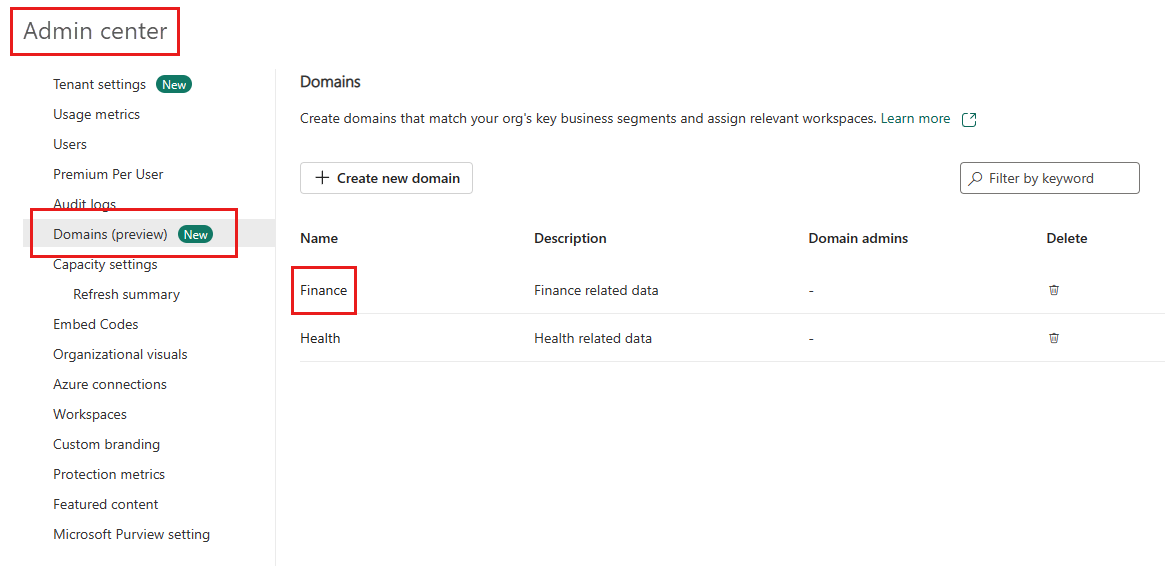 Admin center
Tenant settings New
Usage metrics
Users
Premium Per User
Audit logs
Domains (preview) New
Capacity settings
Refresh summary
Embed Codes
Organizational visuals
Azure connections
Workspaces
Custom branding
Protection metrics
Featured content
Microsoft Purview setting
Domains
Create domains that match your org's key business segments and assign relevant workspaces. Learn more
+ Create new domain
Filter by keyword
Name Description Domain admins Delete
Finance Finance related data -
Health Health related data -